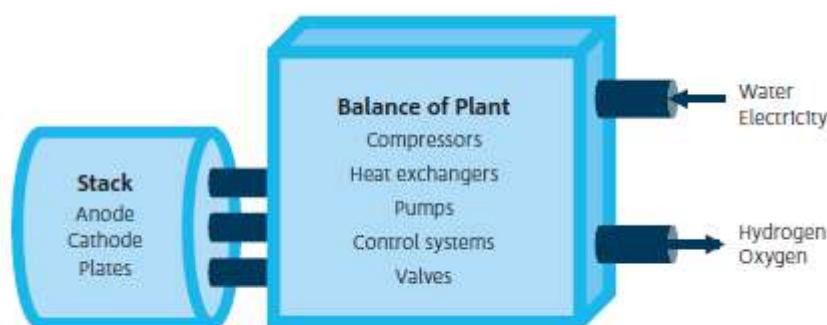 Stack
Anode
Cathode
Plates
Balance of Plant
Compressors
Heat exchangers
Pumps
Control systems
Valves
Water
Electricity
Hydrogen
Oxygen